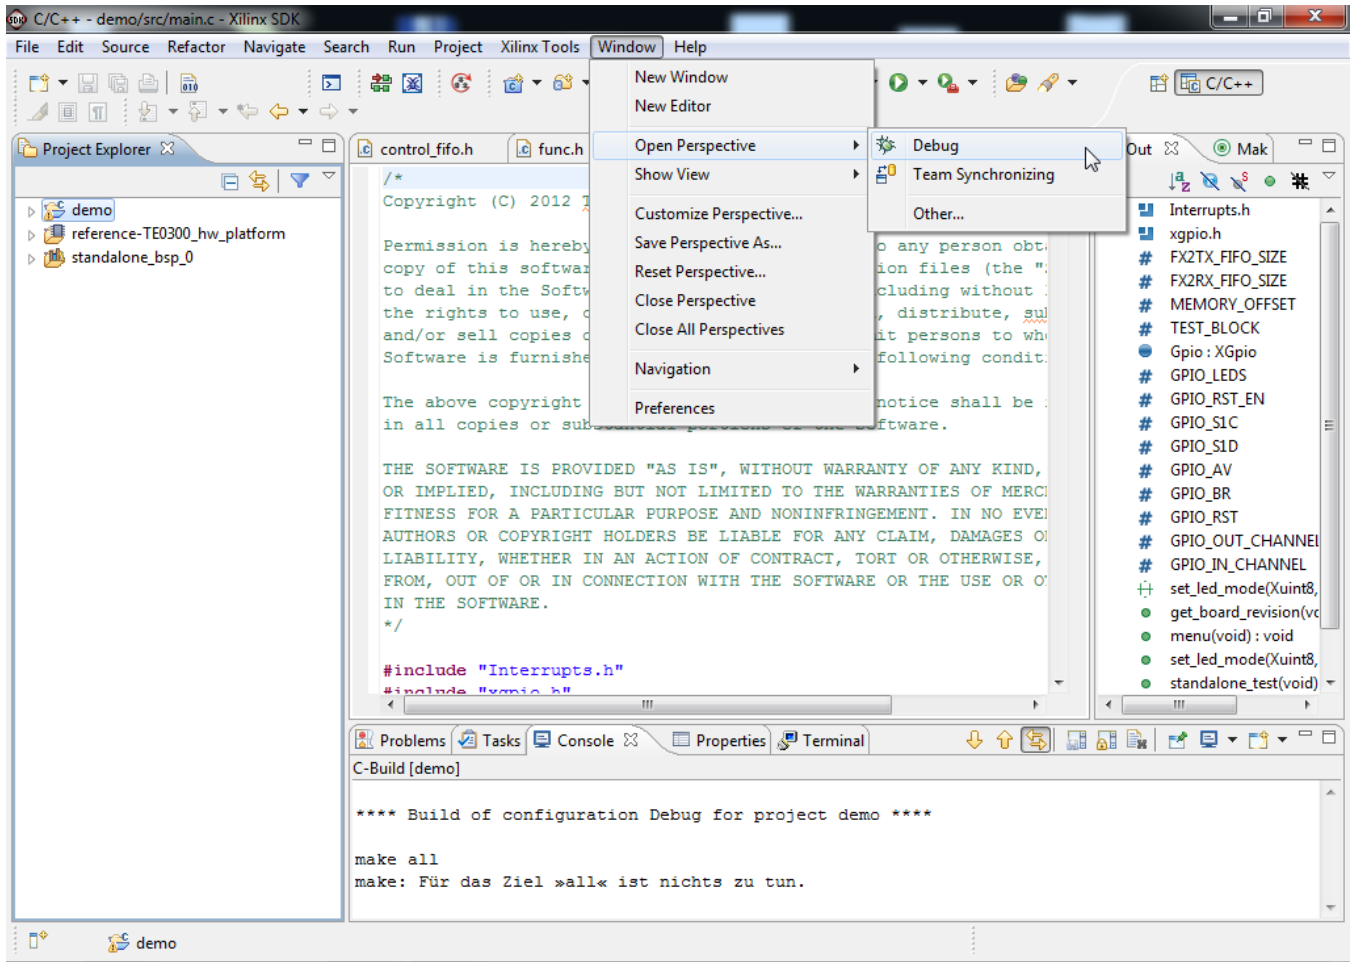 C/C++ - demo/src/main.c - Xilinx SDK
File Edit Source Refactor Navigate Search Run Project Xilinx Tools Window Help
C/C++
Project Explorer
demo
reference-TE0300_hw_platform
standalone_bsp_0
control_fifo.h
func.h
New Window
New Editor
Open Perspective
Show View
Customize Perspective...
Save Perspective As...
Reset Perspective...
Close Perspective
Close All Perspectives
Navigation
Preferences
Debug
Team Synchronizing
Other...
/*
Copyright (C) 2012
Permission is hereby o any person obt
copy of this softwar ion files (the "
to deal in the Softw cluding without
the rights to use, , distribute,
and/or sell copies it persons to wh
Software is furnishe following condit
The above copyright notice shall be
in all copies or substantial portions of the Software.
THE SOFTWARE IS PROVIDED "AS IS", WITHOUT WARRANTY OF ANY KIND,
OR IMPLIED, INCLUDING BUT NOT LIMITED TO THE WARRANTIES OF MERC
FITNESS FOR A PARTICULAR PURPOSE AND NONINFRINGEMENT. IN NO EVE
AUTHORS OR COPYRIGHT HOLDERS BE LIABLE FOR ANY CLAIM, DAMAGES O
LIABILITY, WHETHER IN AN ACTION OF CONTRACT, TORT OR OTHERWISE,
FROM, OUT OF OR IN CONNECTION WITH THE SOFTWARE OR THE USE OR O
IN THE SOFTWARE.
*/
#include "Interrupts.h"
#include "xgpio.h"
Out
Mak
Interrupts.h
xgpio.h
FX2TX_FIFO_SIZE
FX2RX_FIFO_SIZE
MEMORY_OFFSET
TEST_BLOCK
Gpio : XGpio
GPIO_LEDS
GPIO_RST_EN
GPIO_S1C
GPIO_S1D
GPIO_AV
GPIO_BR
GPIO_RST
GPIO_OUT_CHANNEL
GPIO_IN_CHANNEL
set_led_mode(Xuint8,
get_board_revision(vo
menu(void) : void
set_led_mode(Xuint8,
standalone_test(void)
Problems Tasks Console Properties Terminal
C-Build [demo]
**** Build of configuration Debug for project demo ****
make all
make: Für das Ziel »all« ist nichts zu tun.
demo